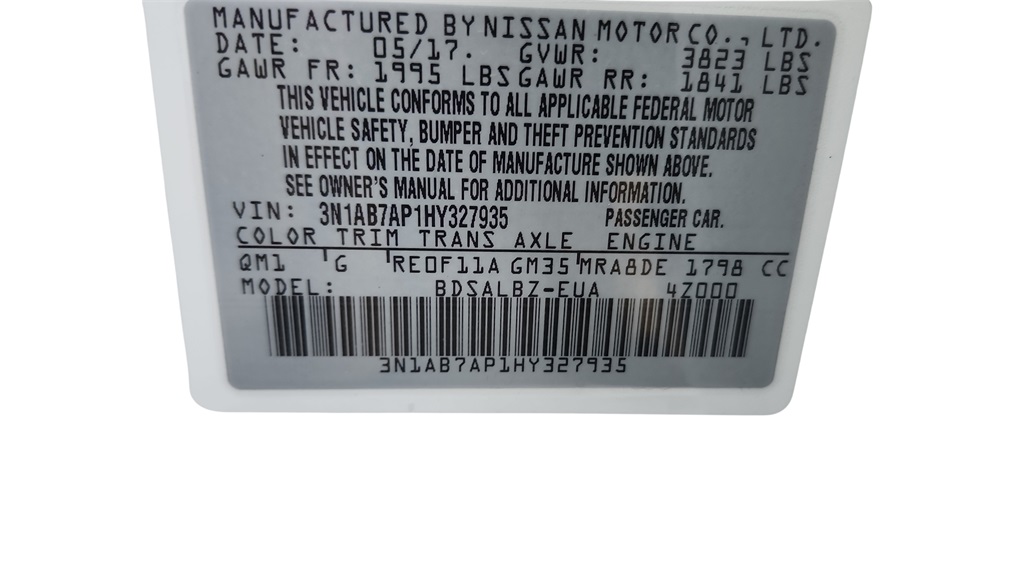 MANUFACTURED BY NISSAN MOTOR CO., LTD.
DATE: 05/17. GVWR: 3823 LBS
GAWR FR: 1995 LBS GAWR RR: 1841 LBS
THIS VEHICLE CONFORMS TO ALL APPLICABLE FEDERAL MOTOR
VEHICLE SAFETY, BUMPER AND THEFT PREVENTION STANDARDS
IN EFFECT ON THE DATE OF MANUFACTURE SHOWN ABOVE.
SEE OWNER'S MANUAL FOR ADDITIONAL INFORMATION.
VIN: 3N1AB7AP1HY327935 PASSENGER CAR.
COLOR TRIM TRANS AXLE ENGINE
QM1 G RE0F11A GM35 MRA8DE 1798 CC
MODEL: BDSALBZ-EUA 4Z000
3N1AB7AP1HY327935